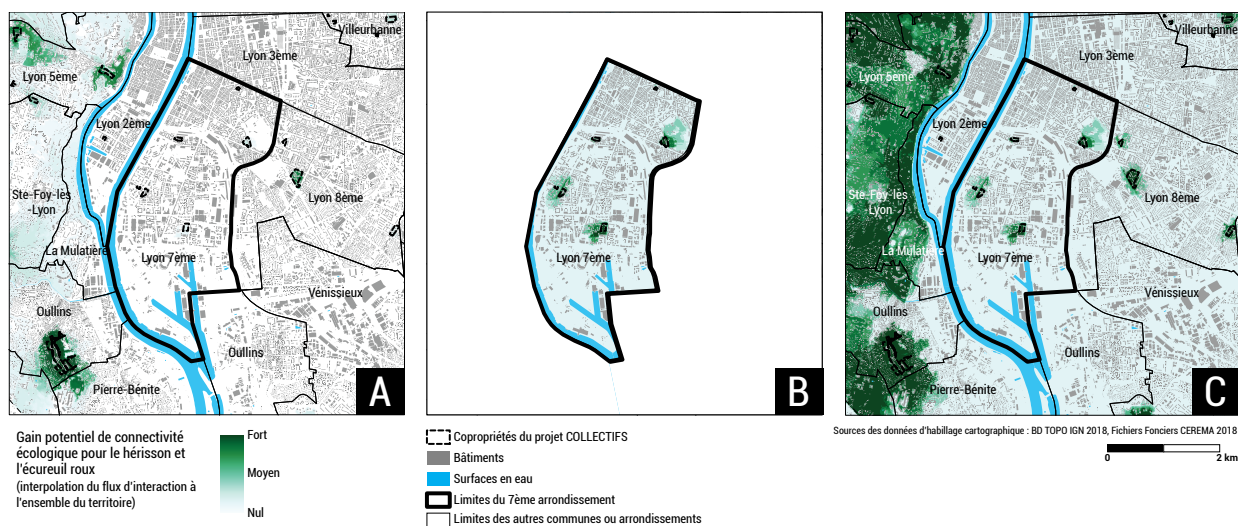 Villeurbanne
Lyon 3ème
Lyon 5ème
Lyon 2ème
Ste-Foy-lès
-Lyon
Lyon 8ème
La Mulatière
Lyon 7ème
Vénissieux
Oullins
Oullins
Pierre-Bénite
A
Lyon 7ème
B
Villeurbanne
Lyon 3ème
Lyon 5ème
Lyon 2ème
Ste-Foy-lès
Lyon
Lyon 8ème
La Mulatière
Lyon 7ème
Vénissieux
Oullins
Oullins
Pierre-Bénite
C
Gain potentiel de connectivité
écologique pour le hérisson et
l'écureuil roux
(interpolation du flux d'interaction à
l'ensemble du territoire)
Fort
Moyen
Nul
Copropriétés du projet COLLECTIFS
Bâtiments
Surfaces en eau
Limites du 7ème arrondissement
Limites des autres communes ou arrondissements
Sources des données d'habillage cartographique : BD TOPO IGN 2018, Fichiers Fonciers CEREMA 2018
0 2 km